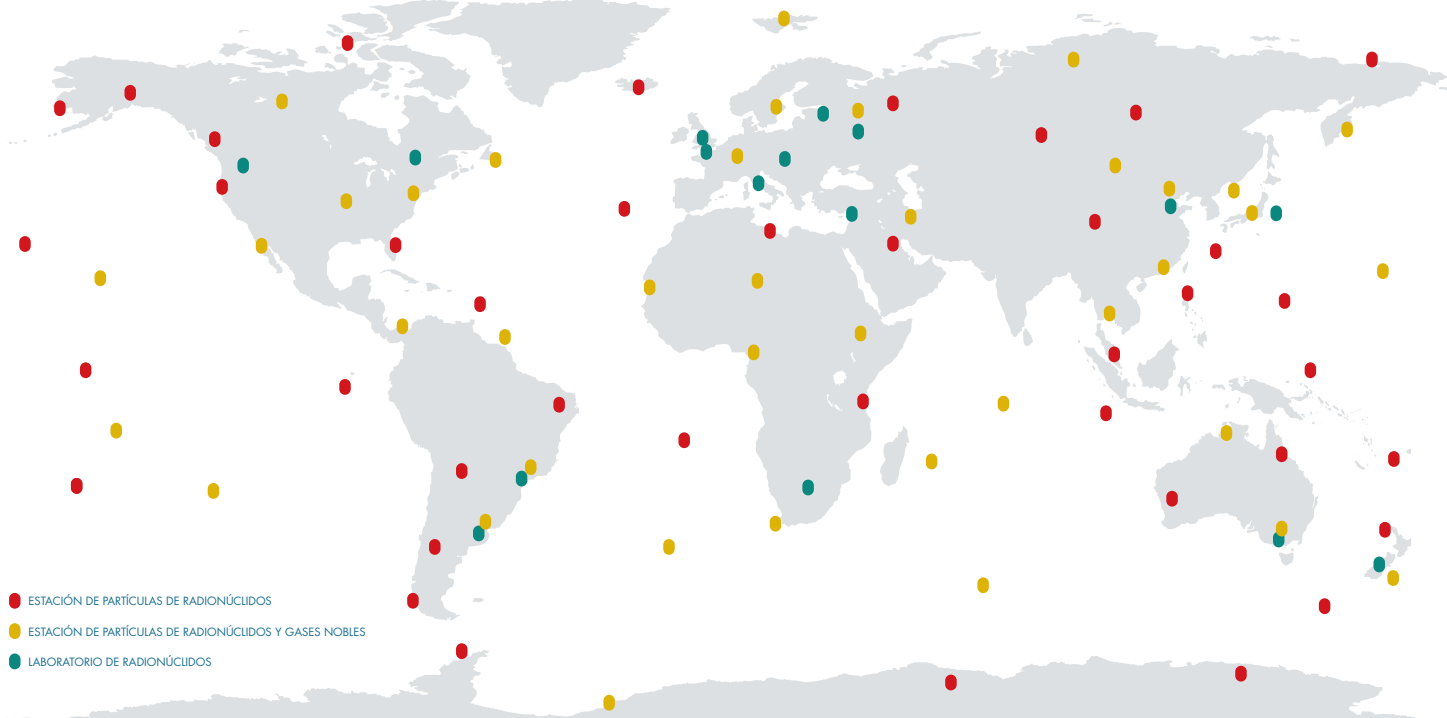 ESTACIÓN DE PARTÍCULAS DE RADIONÚCLIDOS
ESTACIÓN DE PARTÍCULAS DE RADIONÚCLIDOS Y GASES NOBLES
LABORATORIO DE RADIONÚCLIDOS